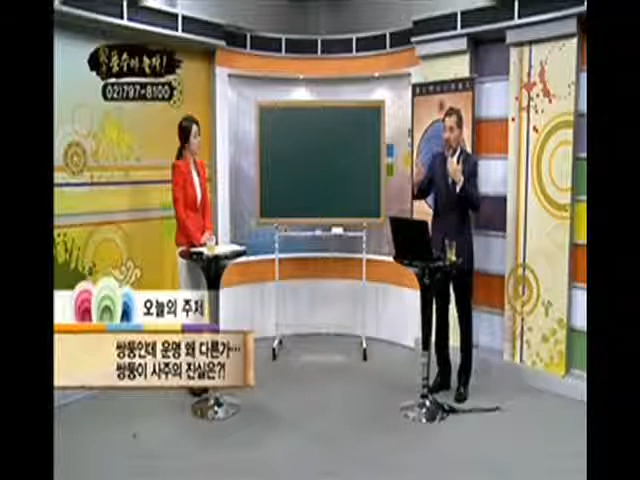 풍수야 놀자!
02)797-8100
오늘의 주제
쌍둥인데 운명 왜 다른가…
쌍둥이 사주의 진실은?!